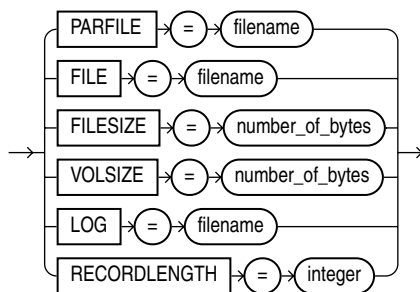 PARFILE = filename
FILE = filename
FILESIZE = number_of_bytes
VOLSIZE = number_of_bytes
LOG = filename
RECORDLENGTH = integer